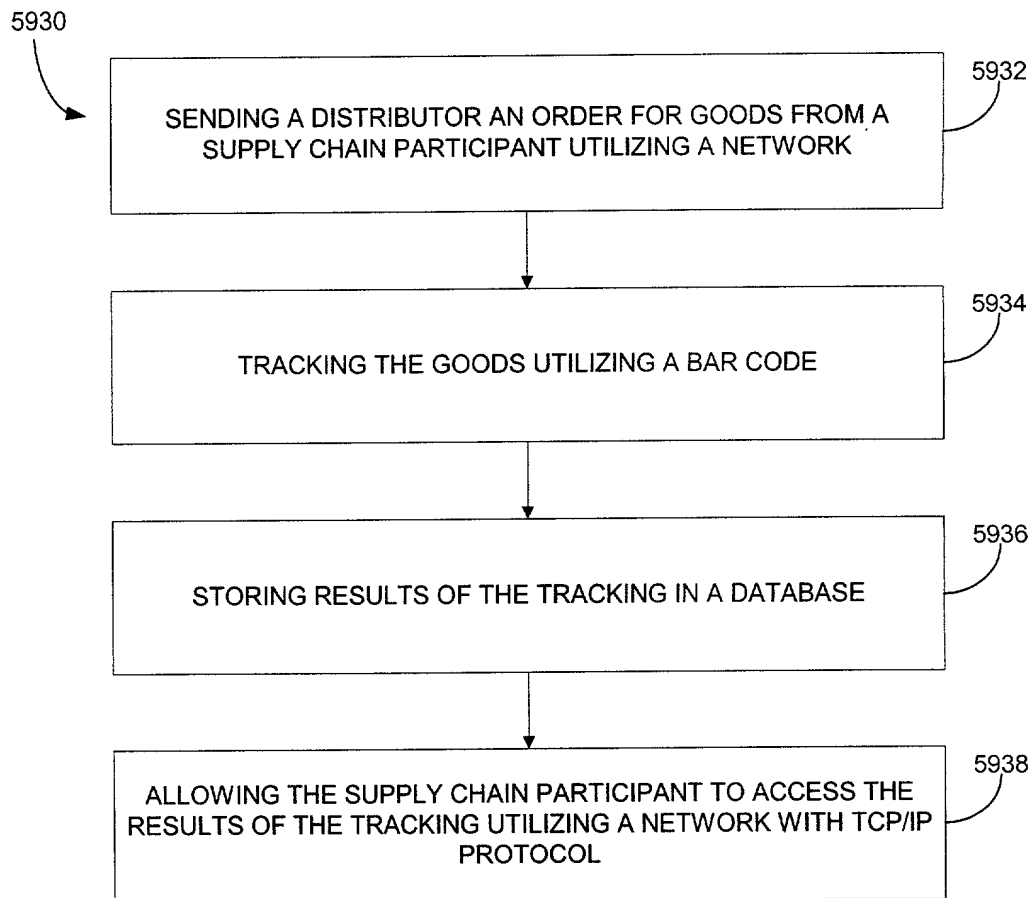 5930
5932
SENDING A DISTRIBUTOR AN ORDER FOR GOODS FROM A
SUPPLY CHAIN PARTICIPANT UTILIZING A NETWORK
5934
TRACKING THE GOODS UTILIZING A BAR CODE
5936
STORING RESULTS OF THE TRACKING IN A DATABASE
5938
ALLOWING THE SUPPLY CHAIN PARTICIPANT TO ACCESS THE
RESULTS OF THE TRACKING UTILIZING A NETWORK WITH TCP/IP
PROTOCOL